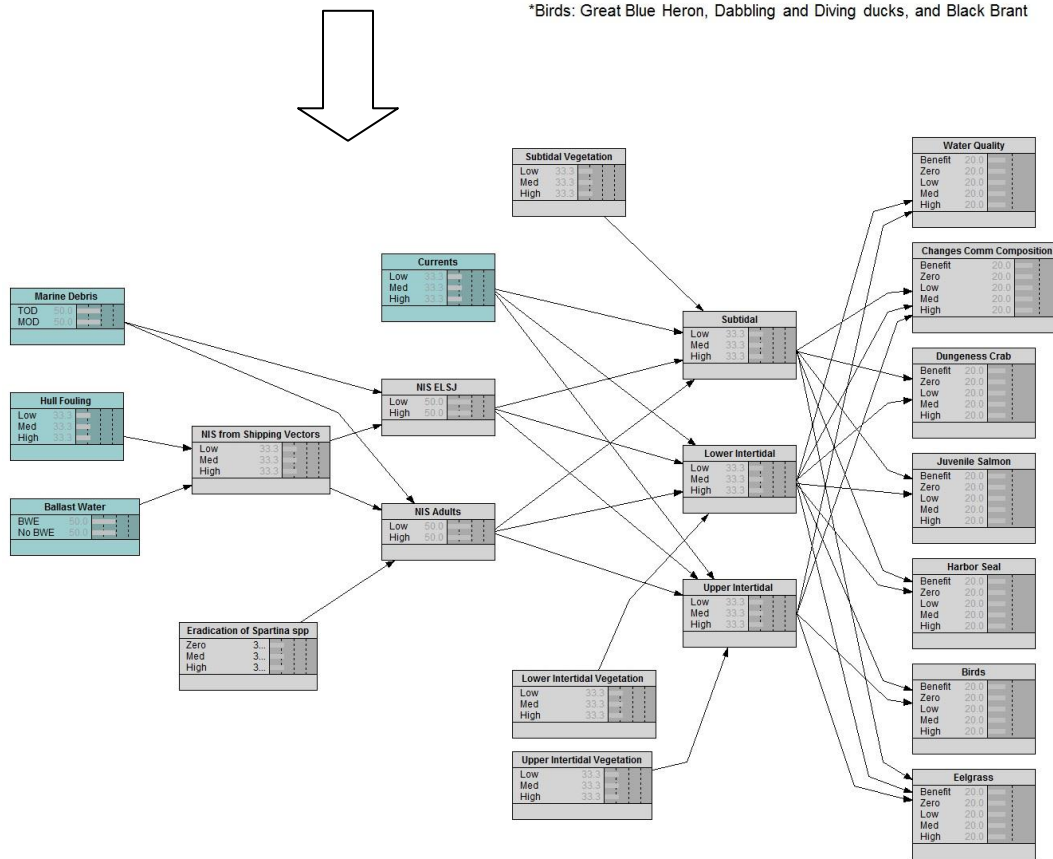 *Birds: Great Blue Heron, Dabbling and Diving ducks, and Black Brant
Water Quality
Benefit 20.0
Zero 20.0
Low 20.0
Med 20.0
High 20.0
Subtidal Vegetation
Low 33.3
Med 33.3
High 33.3
Changes Comm Composition
Benefit 20.0
Zero 20.0
Low 20.0
Med 20.0
High 20.0
Currents
Low 33.3
Med 33.3
High 33.3
Marine Debris
TOD 50.0
MOD 50.0
Subtidal
Low 33.3
Med 33.3
High 33.3
Dungeness Crab
Benefit 20.0
Zero 20.0
Low 20.0
Med 20.0
High 20.0
NIS ELSJ
Low 50.0
High 50.0
Hull Fouling
Low 33.3
Med 33.3
High 33.3
NIS from Shipping Vectors
Low 33.3
Med 33.3
High 33.3
Lower Intertidal
Low 33.3
Med 33.3
High 33.3
Juvenile Salmon
Benefit 20.0
Zero 20.0
Low 20.0
Med 20.0
High 20.0
Ballast Water
BWE 50.0
No BWE 50.0
NIS Adults
Low 50.0
High 50.0
Harbor Seal
Benefit 20.0
Zero 20.0
Low 20.0
Med 20.0
High 20.0
Upper Intertidal
Low 33.3
Med 33.3
High 33.3
Eradication of Spartina spp
Zero 3...
Med 3...
High 3...
Lower Intertidal Vegetation
Low 33.3
Med 33.3
High 33.3
Birds
Benefit 20.0
Zero 20.0
Low 20.0
Med 20.0
High 20.0
Upper Intertidal Vegetation
Low 33.3
Med 33.3
High 33.3
Eelgrass
Benefit 20.0
Zero 20.0
Low 20.0
Med 20.0
High 20.0